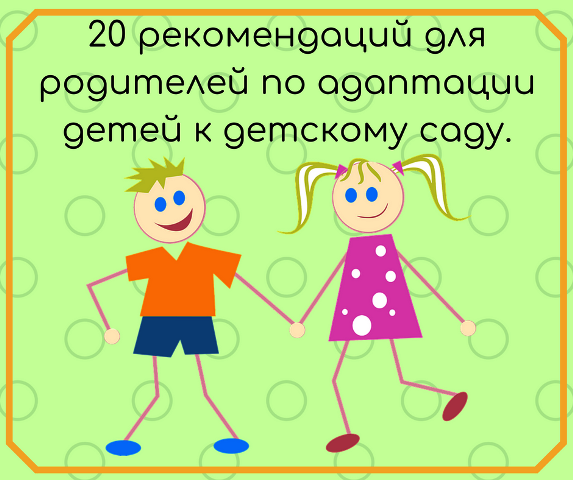 20 рекомендаций для
родителей по адаптации
детей к детскому саду.